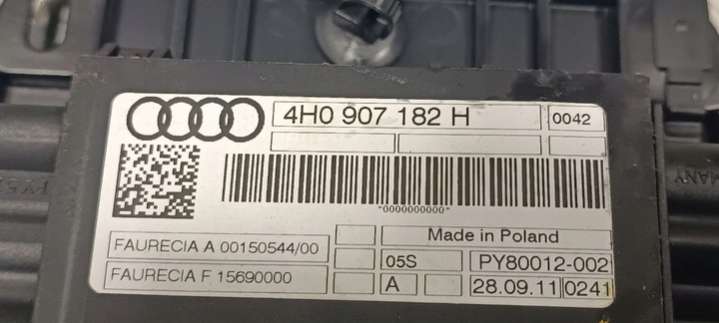 4H0 907 182 H 0042
*0000000000*
FAURECIA A 00150544/00
Made in Poland
05S PY80012-002
FAURECIA F 15690000
A 28.09.11 0241